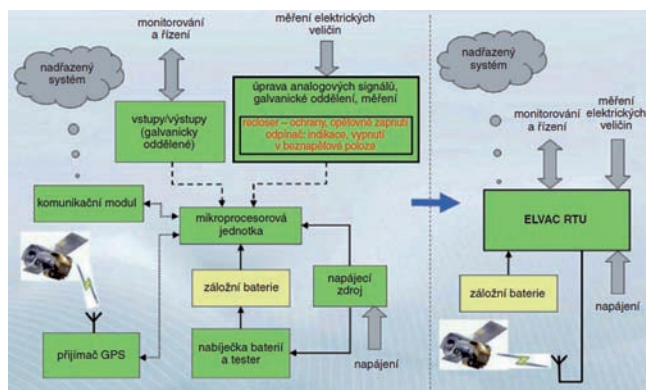 monitorování
a řízení
měření elektrických
veličin
nadřazený
systém
vstupy/výstupy
(galvanicky
oddělené)
úprava analogových signálů,
galvanické oddělení, měření
recloser – ochrany, opětovné zapnutí
odpínač: indikace, vypnutí
v beznapěťové poloze
komunikační modul
mikroprocesorová
jednotka
záložní baterie
napájecí
zdroj
přijímač GPS
nabíječka baterií
a tester
napájení
nadřazený
systém
monitorování
a řízení
měření
elektrických
veličin
ELVAC RTU
záložní baterie
napájení